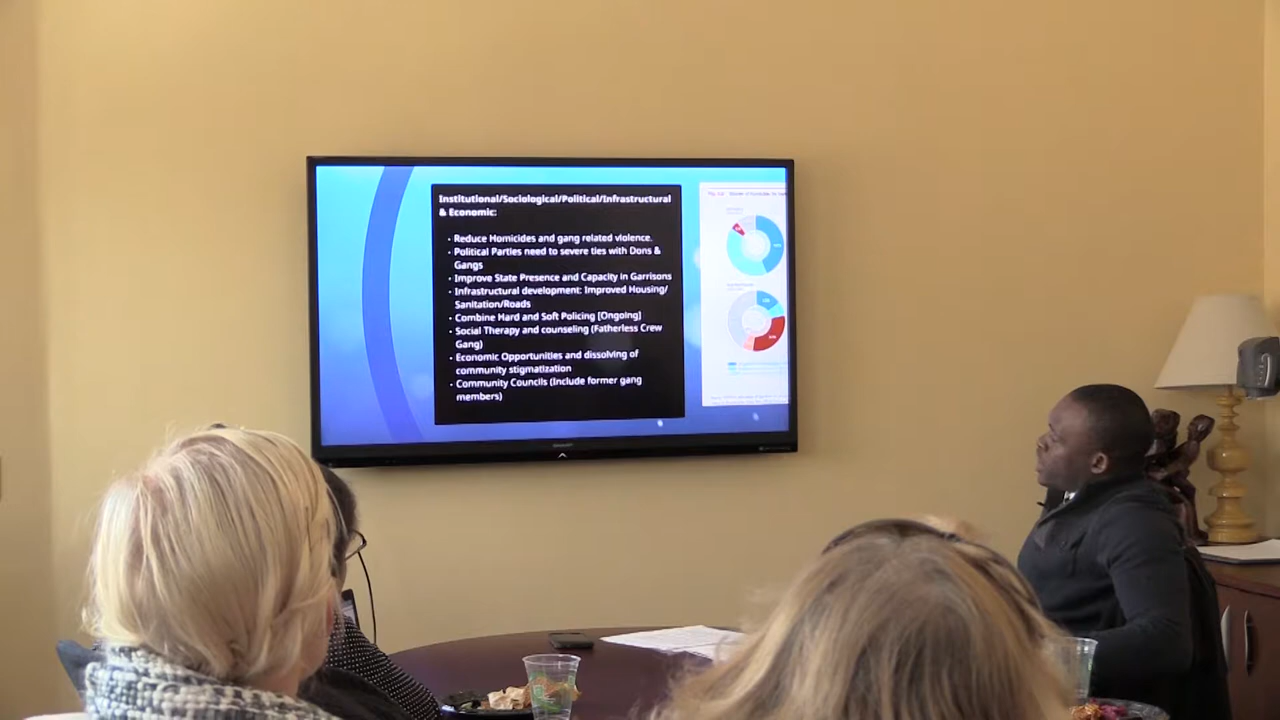 Institutional/Sociological/Political/Infrastructural
& Economic:
· Reduce Homicides and gang related violence.
· Political Parties need to severe ties with Dons &
Gangs
· Improve State Presence and Capacity in Garrisons
· Infrastructural development: Improved Housing/
Sanitation/Roads
· Combine Hard and Soft Policing [Ongoing]
· Social Therapy and counseling (Fatherless Crew
Gang)
· Economic Opportunities and dissolving of
community stigmatization
· Community Councils (Include former gang
members)
SHARP